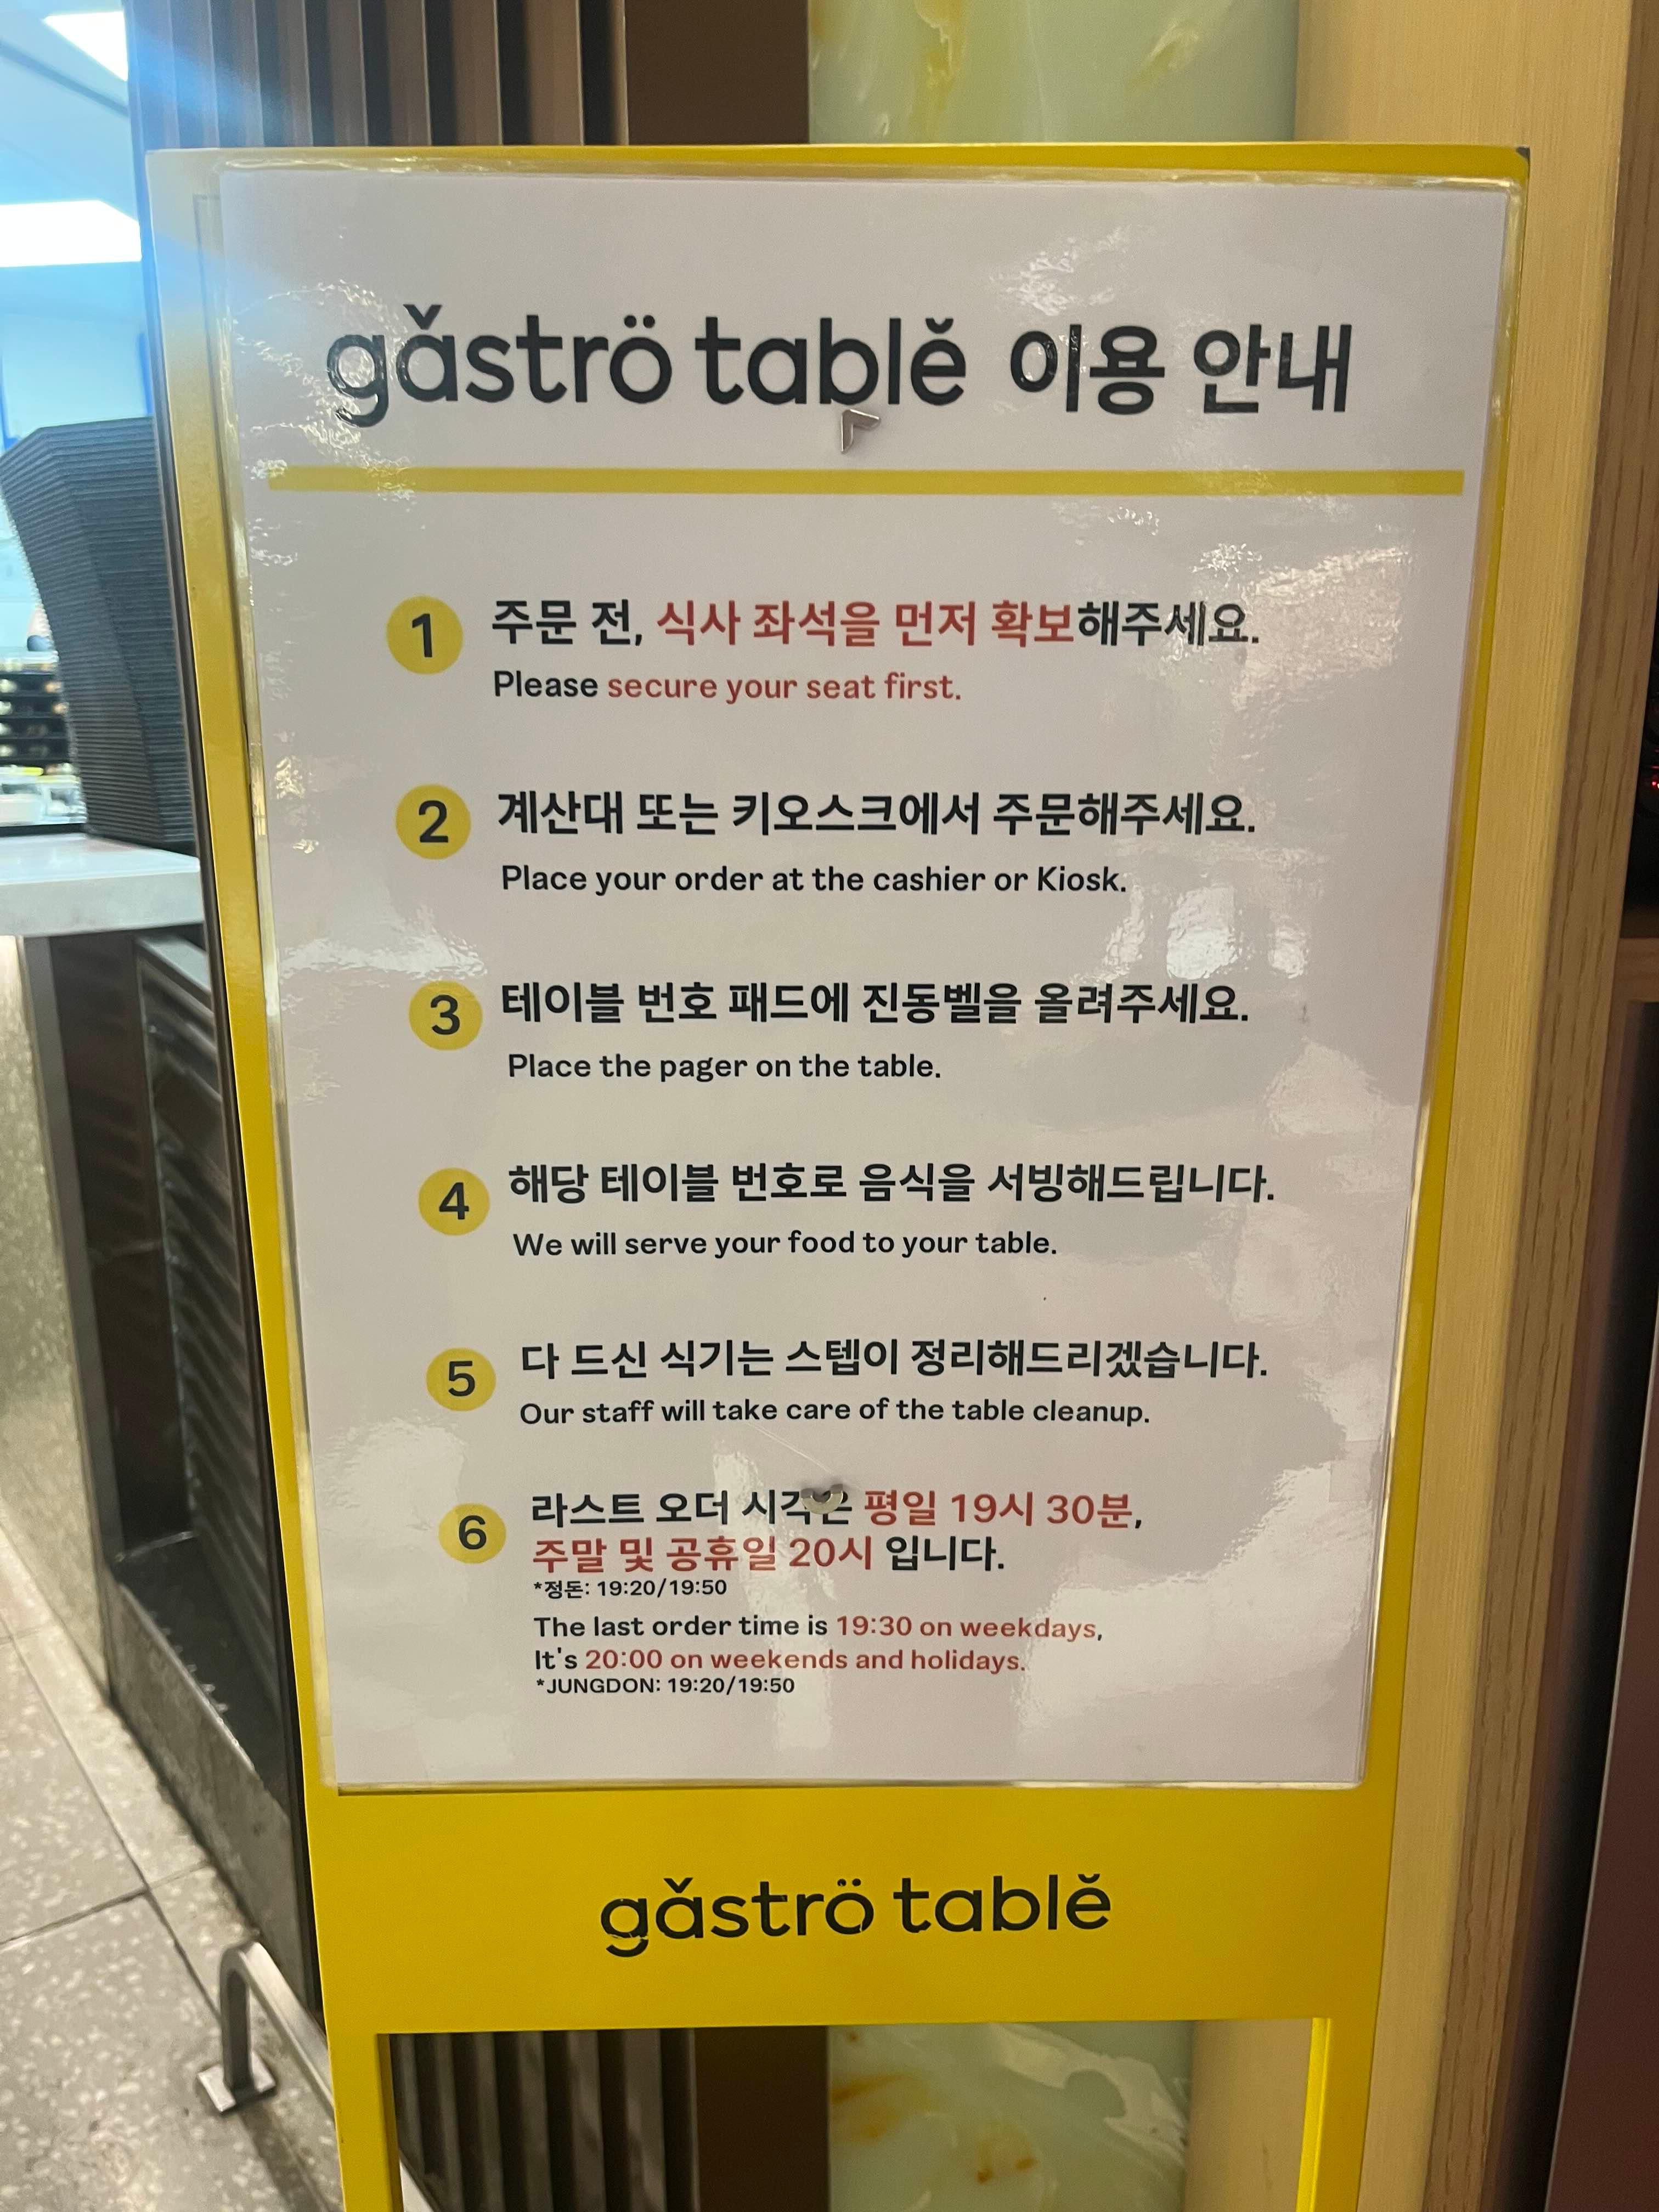 gǎströ tablĕ 이용 안내
1 주문 전, 식사 좌석을 먼저 확보해주세요.
Please secure your seat first.
2 계산대 또는 키오스크에서 주문해주세요.
Place your order at the cashier or Kiosk.
3 테이블 번호 패드에 진동벨을 올려주세요.
Place the pager on the table.
4 해당 테이블 번호로 음식을 서빙해드립니다.
We will serve your food to your table.
5 다 드신 식기는 스텝이 정리해드리겠습니다.
Our staff will take care of the table cleanup.
6 라스트 오더 시각은 평일 19시 30분,
주말 및 공휴일 20시 입니다.
*정돈: 19:20/19:50
The last order time is 19:30 on weekdays,
It's 20:00 on weekends and holidays.
*JUNGDON: 19:20/19:50
gǎströ tablĕ